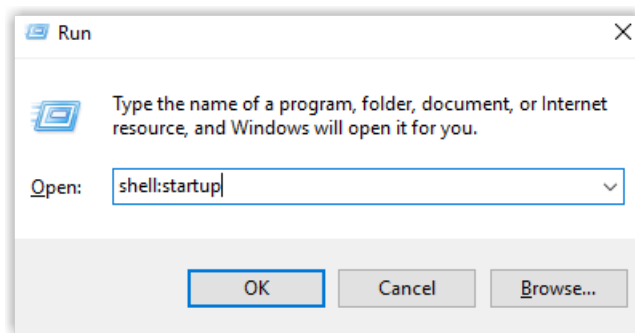 Run
Type the name of a program, folder, document, or Internet
resource, and Windows will open it for you.
Open: shell:startup
OK Cancel Browse...